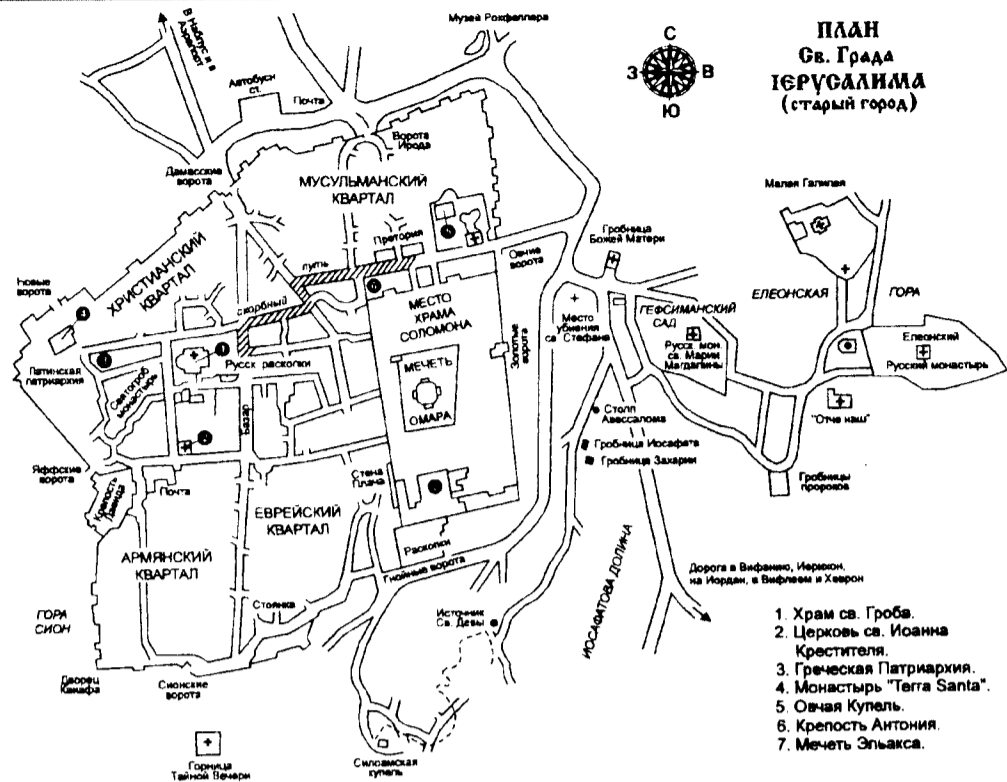 ПЛАН
Св. Града
ІЕРУСАЛИМА
(старый город)
С
З
В
Ю
В Наблус и в
Аэропорт
Музей Рокфеллера
Автобусн
ст.
Почта
Ворота
Ирода
Дамасские
ворота
МУСУЛЬМАНСКИЙ
КВАРТАЛ
Малая Галилея
Претория
Овчие
ворота
Гробница
Божей Матери
ХРИСТИАНСКИЙ
КВАРТАЛ
путь
скорбный
Новые
ворота
МЕСТО
ХРАМА
СОЛОМОНА
Золотые
ворота
Место
убиения
св. Стефана
ГЕФСИМАНСКИЙ
САД
ЕЛЕОНСКАЯ
ГОРА
Русск. мон.
св. Марии
Магдалины
Елеонский
Русский монастырь
Латинская
патриархия
Русск. раскопки
Святогроб.
монастырь
МЕЧЕТЬ
ОМАРА
"Отче наш"
Базар
Столп
Авессалома
Гробница Иосафата
Гробница Захарии
Яффские
ворота
Крепость
Давида
Почта
Стена
Плача
Гробницы
пророков
ЕВРЕЙСКИЙ
КВАРТАЛ
АРМЯНСКИЙ
КВАРТАЛ
Раскопки
Гнойные ворота
ИОСАФАТОВА ДОЛИНА
Дорога в Вифанию, Иерихон,
на Иордан, в Вифлеем и Хеврон
ГОРА
СИОН
Стоянка
Источник
Св. Девы
Дворец
Каиафа
Сионские
ворота
Горница
Тайной Вечери
Силоамская
купель
1. Храм св. Гроба.
2. Церковь св. Иоанна
Крестителя.
3. Греческая Патриархия.
4. Монастырь "Terra Santa".
5. Овчая Купель.
6. Крепость Антония.
7. Мечеть Эльакса.